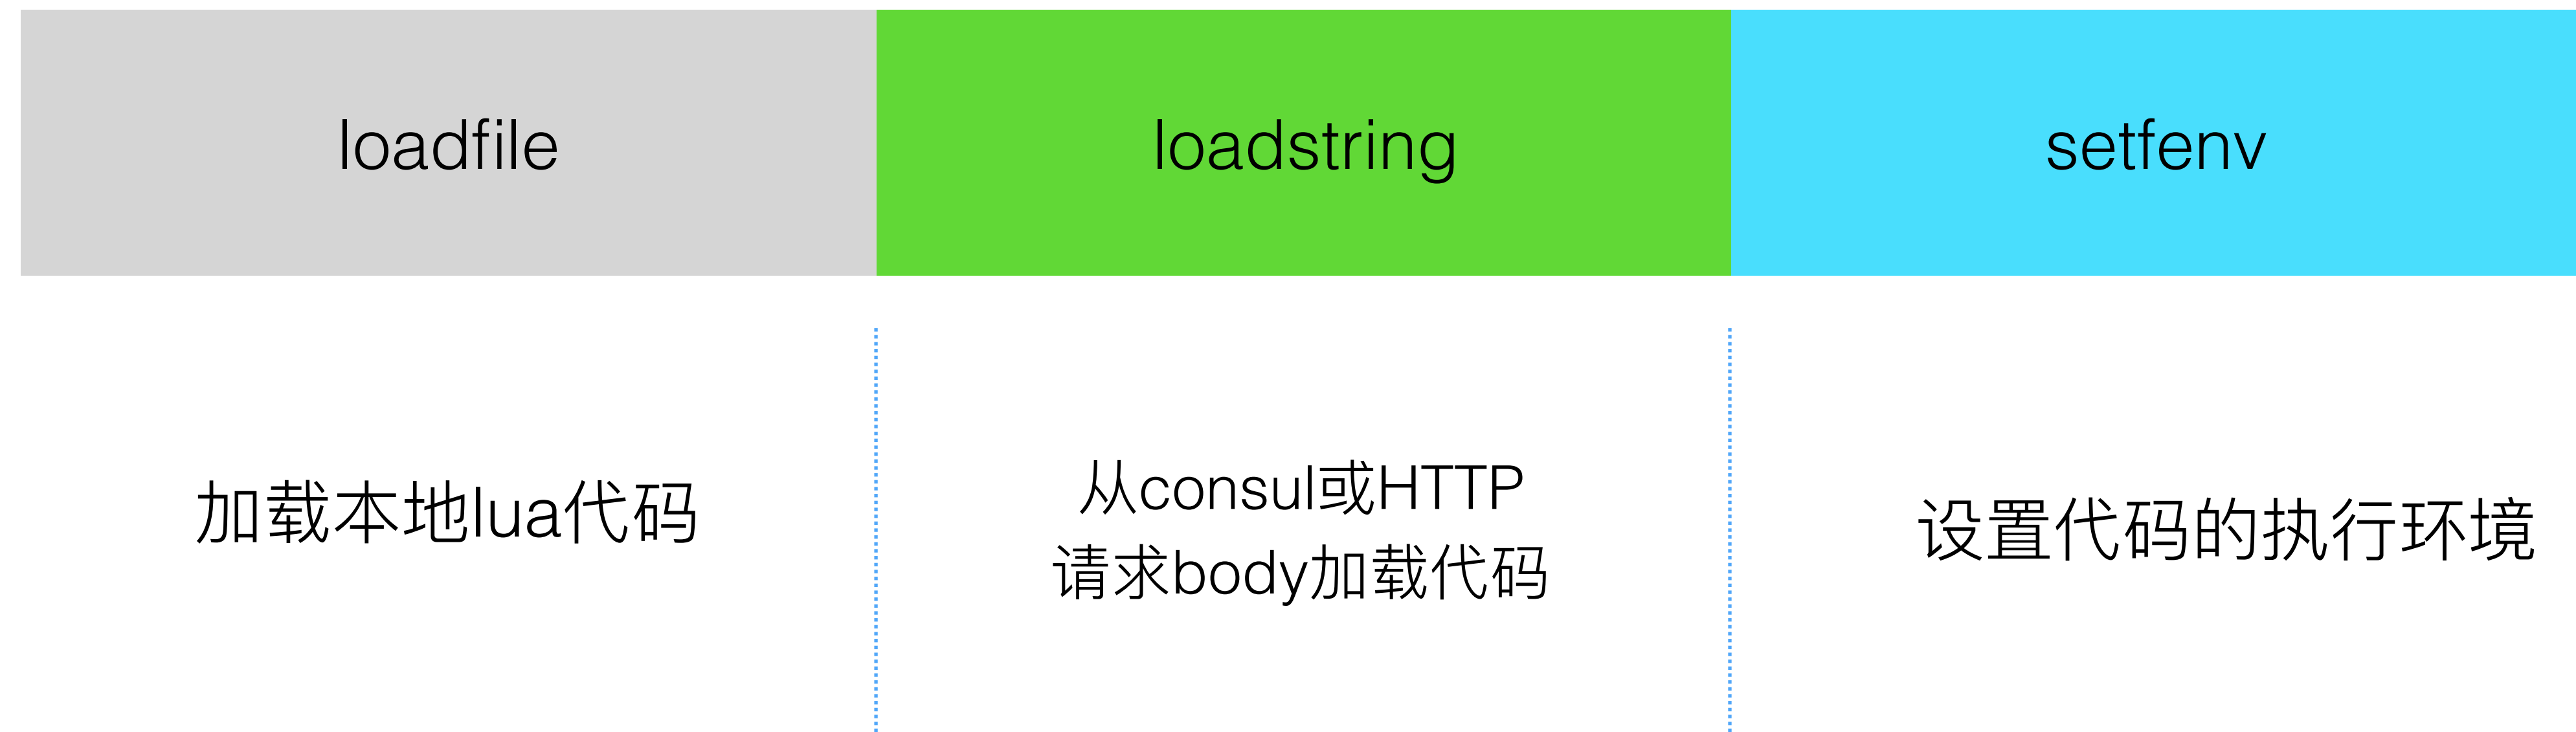 loadfile
loadstring
setfenv
加载本地lua代码
从consul或HTTP
请求body加载代码
设置代码的执行环境